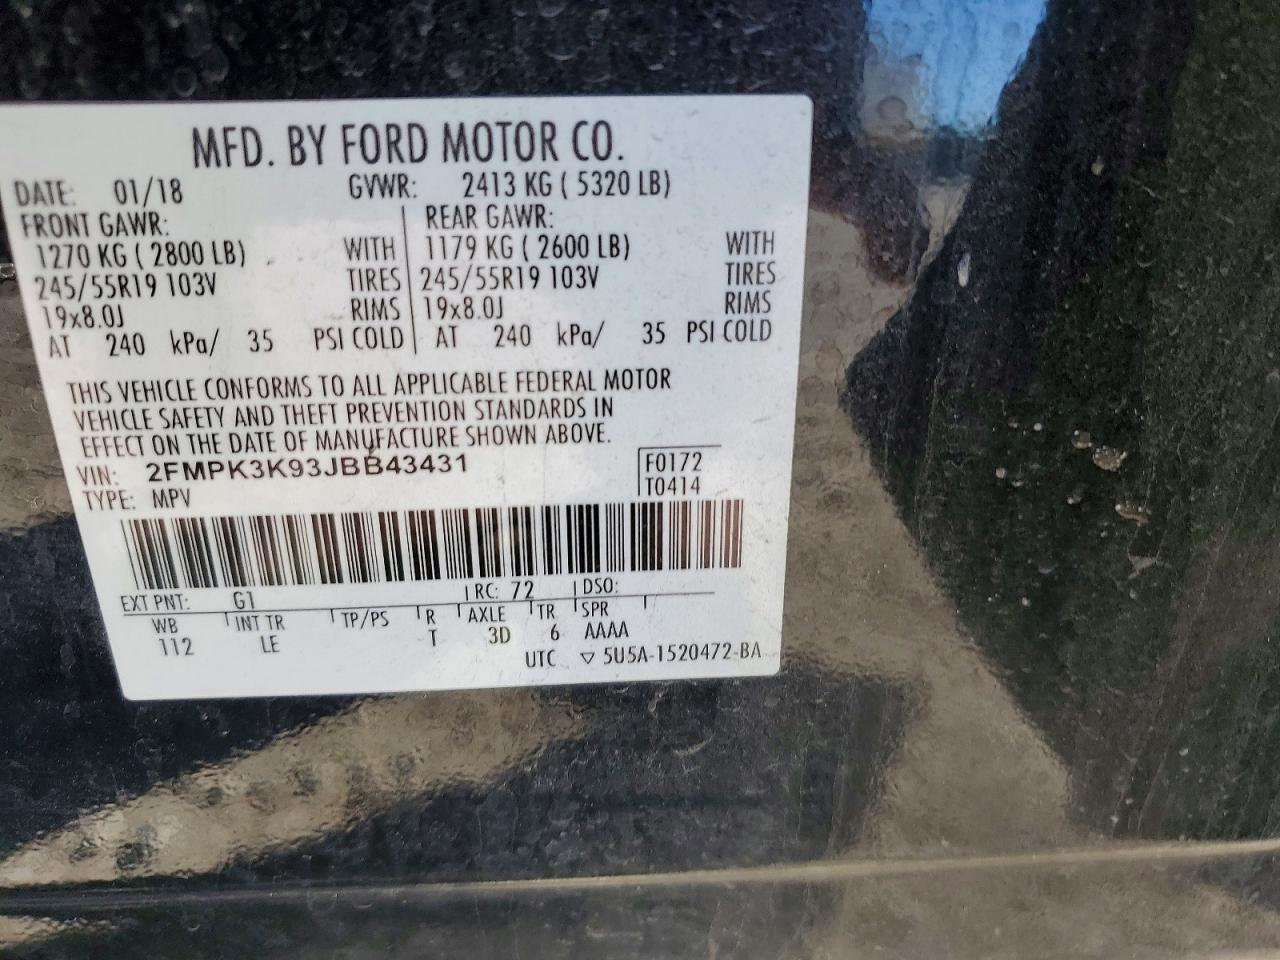 MFD. BY FORD MOTOR CO.
DATE: 01/18 GVWR: 2413 KG ( 5320 LB)
FRONT GAWR: REAR GAWR:
1270 KG ( 2800 LB) WITH 1179 KG ( 2600 LB) WITH
245/55R19 103V TIRES 245/55R19 103V TIRES
19x8.0J RIMS 19x8.0J RIMS
AT 240 kPa/ 35 PSI COLD AT 240 kPa/ 35 PSI COLD
THIS VEHICLE CONFORMS TO ALL APPLICABLE FEDERAL MOTOR
VEHICLE SAFETY AND THEFT PREVENTION STANDARDS IN
EFFECT ON THE DATE OF MANUFACTURE SHOWN ABOVE.
VIN: 2FMPK3K93JBB43431 F0172
TYPE: MPV T0414
EXT PNT: G1 RC: 72 DSO:
WB INT TR TP/PS R AXLE TR SPR
112 LE T 3D 6 AAAA
UTC ▽ 5U5A-1520472-BA